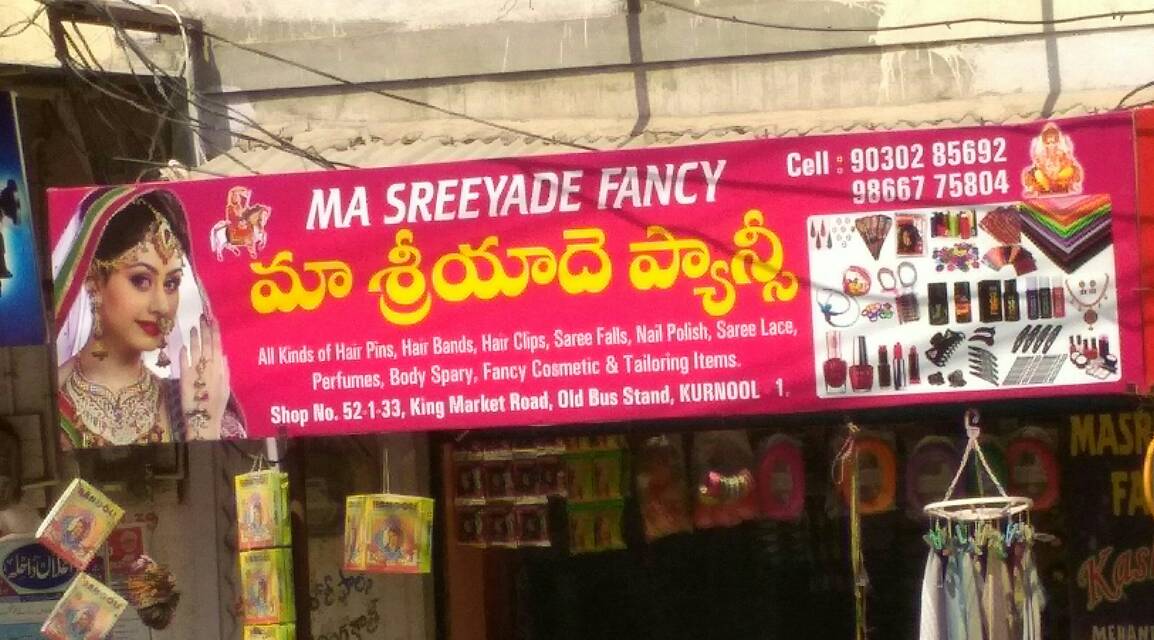 MA SREEYADE FANCY
Cell : 90302 85692
98667 75804
మా శ్రీయాదె ఫ్యాన్సీ
All Kinds of Hair Pins, Hair Bands, Hair Clips, Saree Falls, Nail Polish, Saree Lace,
Perfumes, Body Spary, Fancy Cosmetic & Tailoring Items.
Shop No. 52-1-33, King Market Road, Old Bus Stand, KURNOOL - 1.
MASR
FA
Kas